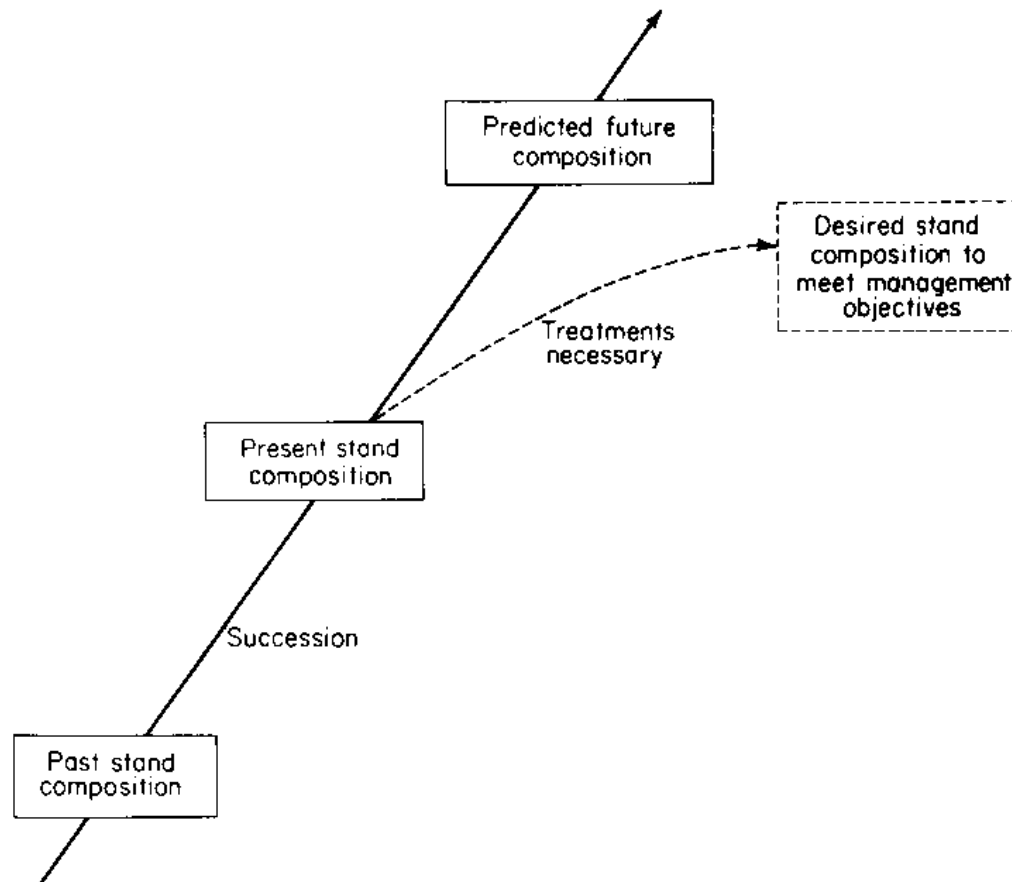 Predicted future
composition
Desired stand
composition to
meet management
objectives
Treatments
necessary
Present stand
composition
Succession
Past stand
composition